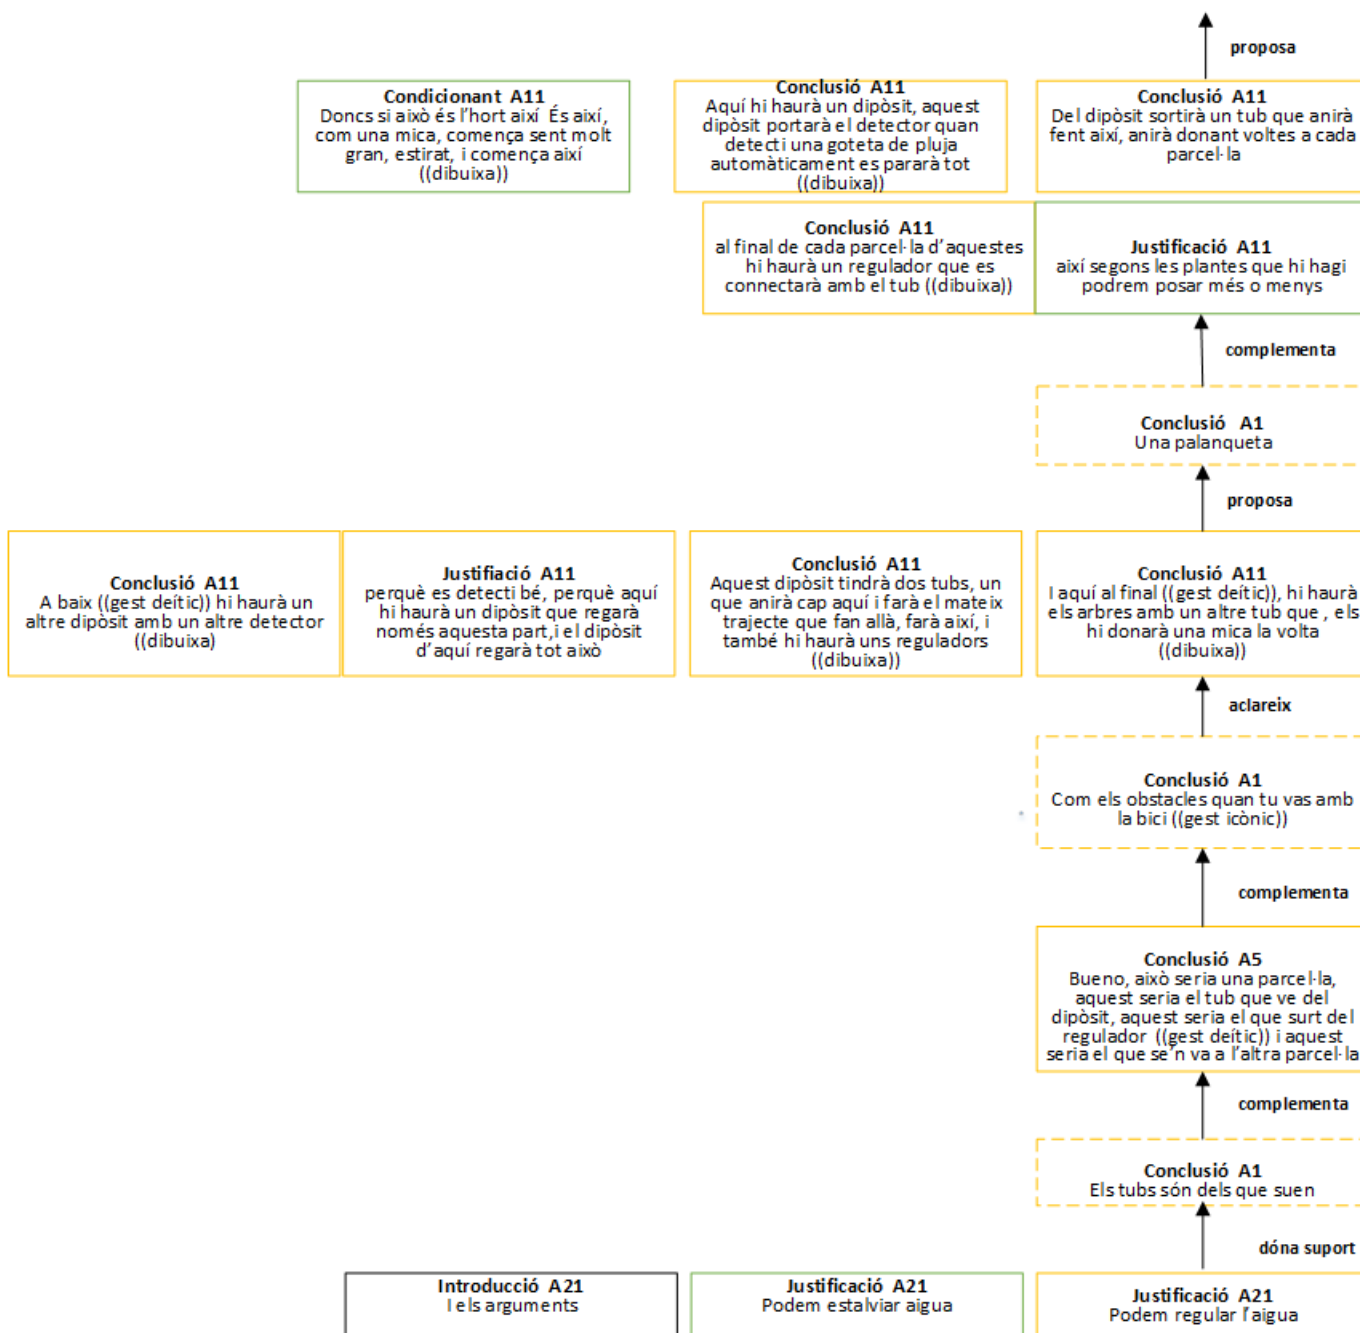 proposa
Condicionant A11
Doncs si això és l'hort així És així,
com una mica, comença sent molt
gran, estirat, i comença així
((dibuixa))
Conclusió A11
Aquí hi haurà un dipòsit, aquest
dipòsit portarà el detector quan
detecti una goteta de pluja
automàticament es pararà tot
((dibuixa))
Conclusió A11
Del dipòsit sortirà un tub que anirà
fent així, anirà donant voltes a cada
parcel·la
Conclusió A11
al final de cada parcel·la d'aquestes
hi haurà un regulador que es
connectarà amb el tub ((dibuixa))
Justificació A11
així segons les plantes que hi hagi
podrem posar més o menys
complementa
Conclusió A1
Una palanqueta
proposa
Conclusió A11
A baix ((gest deític)) hi haurà un
altre dipòsit amb un altre detector
((dibuixa)
Justifiació A11
perquè es detecti bé, perquè aquí
hi haurà un dipòsit que regarà
només aquesta part,i el dipòsit
d'aquí regarà tot això
Conclusió A11
Aquest dipòsit tindrà dos tubs, un
que anirà cap aquí i farà el mateix
trajecte que fan allà, farà així, i
també hi haurà uns reguladors
((dibuixa))
Conclusió A11
I aquí al final ((gest deític)), hi haurà
els arbres amb un altre tub que , els
hi donarà una mica la volta
((dibuixa))
aclareix
Conclusió A1
Com els obstacles quan tu vas amb
la bici ((gest icònic))
complementa
Conclusió A5
Bueno, això seria una parcel·la,
aquest seria el tub que ve del
dipòsit, aquest seria el que surt del
regulador ((gest deític)) i aquest
seria el que se'n va a l'altra parcel·la
complementa
Conclusió A1
Els tubs són dels que suen
dóna suport
Introducció A21
I els arguments
Justificació A21
Podem estalviar aigua
Justificació A21
Podem regular l'aigua